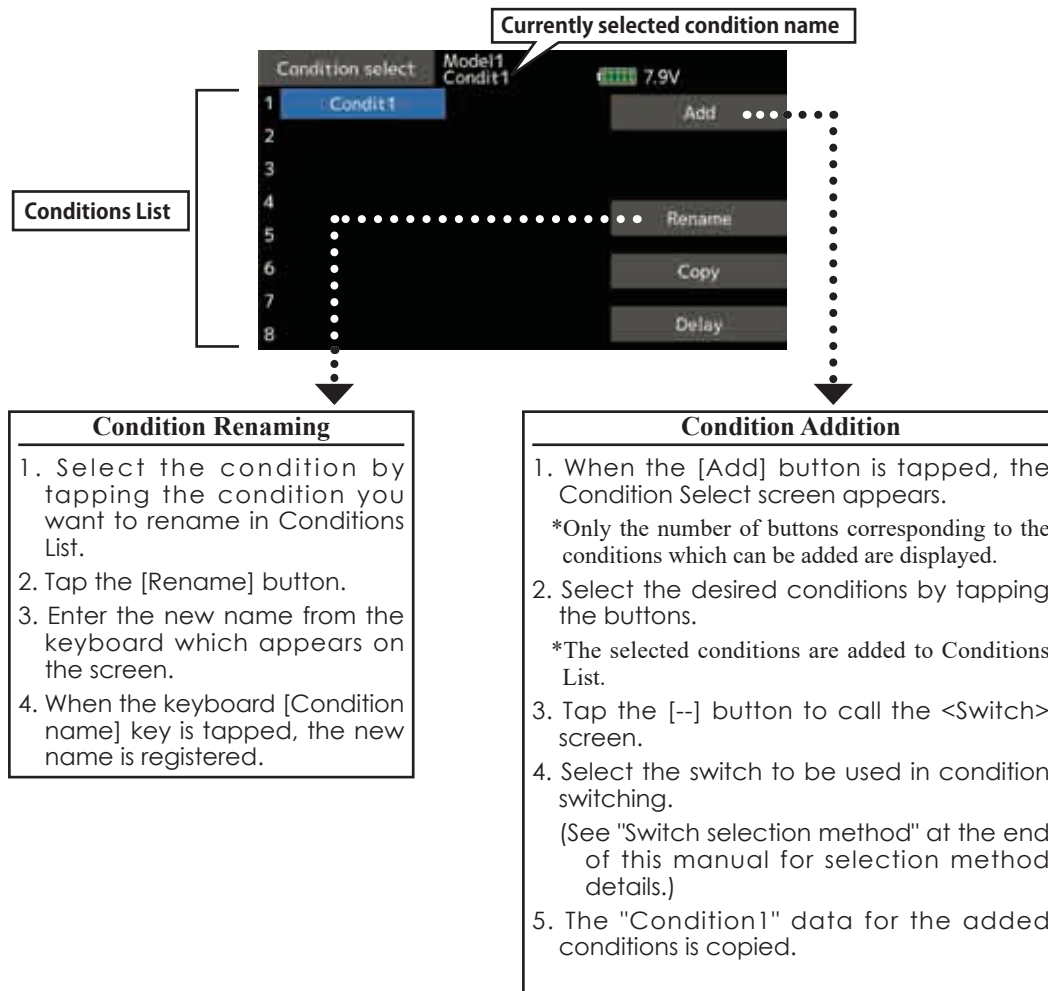 Currently selected condition name
Condition select
Model1
Condit1
7.9V
Conditions List
1 Condit1
2
3
4
5
6
7
8
Add
Rename
Copy
Delay
Condition Renaming
1. Select the condition by
tapping the condition you
want to rename in Conditions
List.
2. Tap the [Rename] button.
3. Enter the new name from the
keyboard which appears on
the screen.
4. When the keyboard [Condition
name] key is tapped, the new
name is registered.
Condition Addition
1. When the [Add] button is tapped, the
Condition Select screen appears.
*Only the number of buttons corresponding to the
conditions which can be added are displayed.
2. Select the desired conditions by tapping
the buttons.
*The selected conditions are added to Conditions
List.
3. Tap the [--] button to call the <Switch>
screen.
4. Select the switch to be used in condition
switching.
(See "Switch selection method" at the end
of this manual for selection method
details.)
5. The "Condition1" data for the added
conditions is copied.